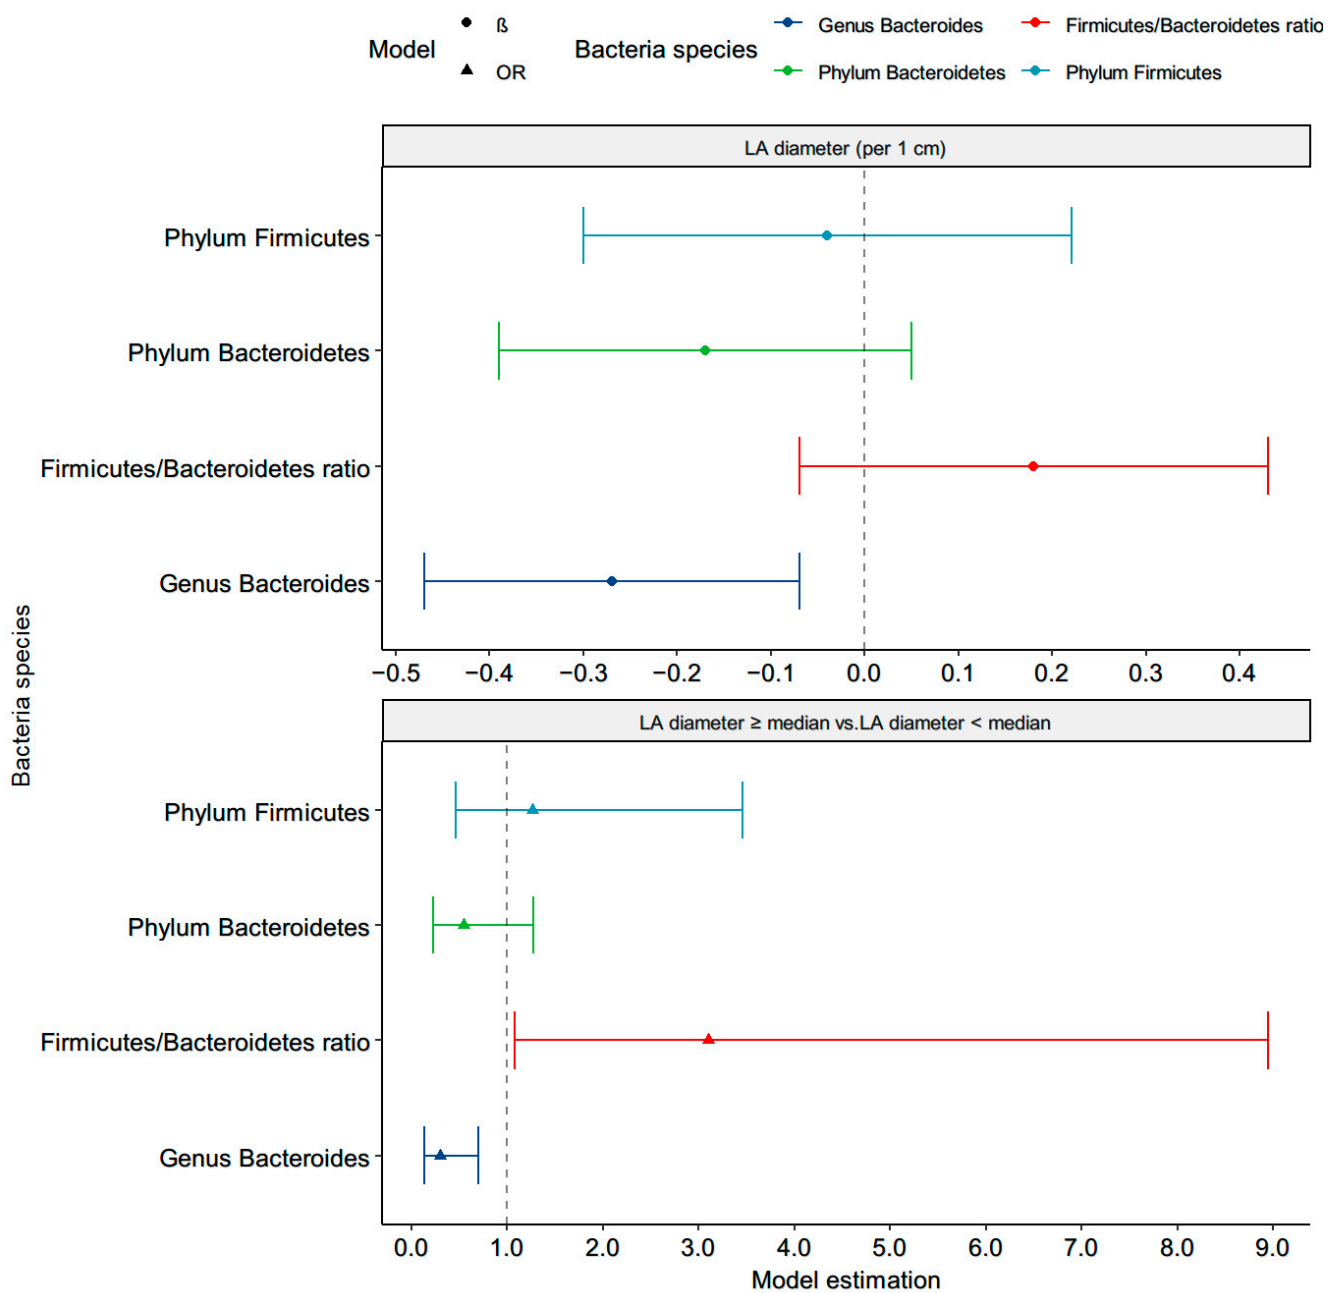 Model
ß
OR
Bacteria species
Genus Bacteroides
Firmicutes/Bacteroidetes ratio
Phylum Bacteroidetes
Phylum Firmicutes
LA diameter (per 1 cm)
Phylum Firmicutes
Phylum Bacteroidetes
Firmicutes/Bacteroidetes ratio
Genus Bacteroides
−0.5 −0.4 −0.3 −0.2 −0.1 0.0 0.1 0.2 0.3 0.4
Bacteria species
LA diameter ≥ median vs.LA diameter < median
Phylum Firmicutes
Phylum Bacteroidetes
Firmicutes/Bacteroidetes ratio
Genus Bacteroides
0.0 1.0 2.0 3.0 4.0 5.0 6.0 7.0 8.0 9.0
Model estimation